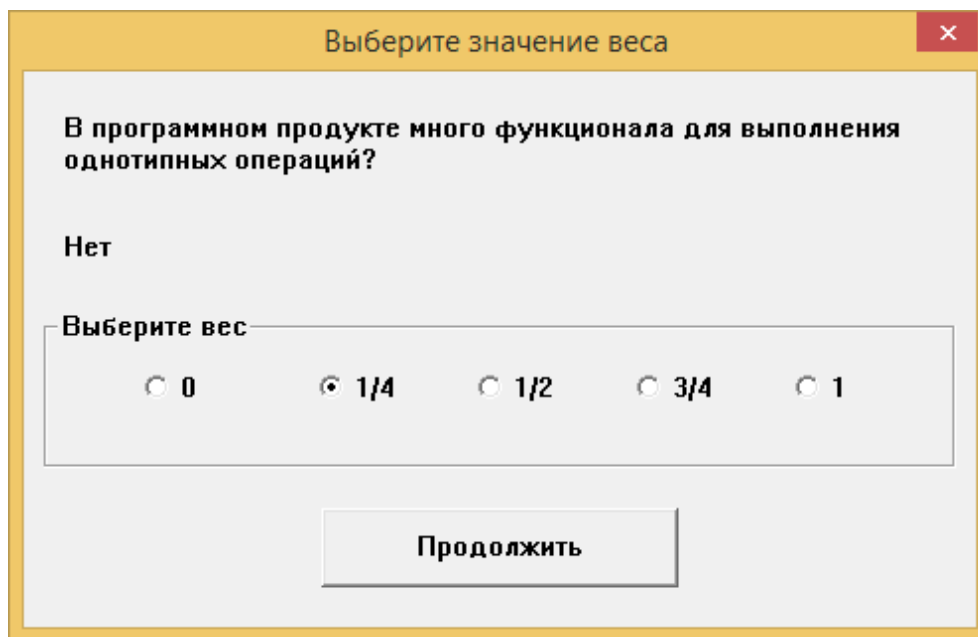 Выберите значение веса
×
В программном продукте много функционала для выполнения
однотипных операций?
Нет
Выберите вес
0 1/4 1/2 3/4 1
Продолжить